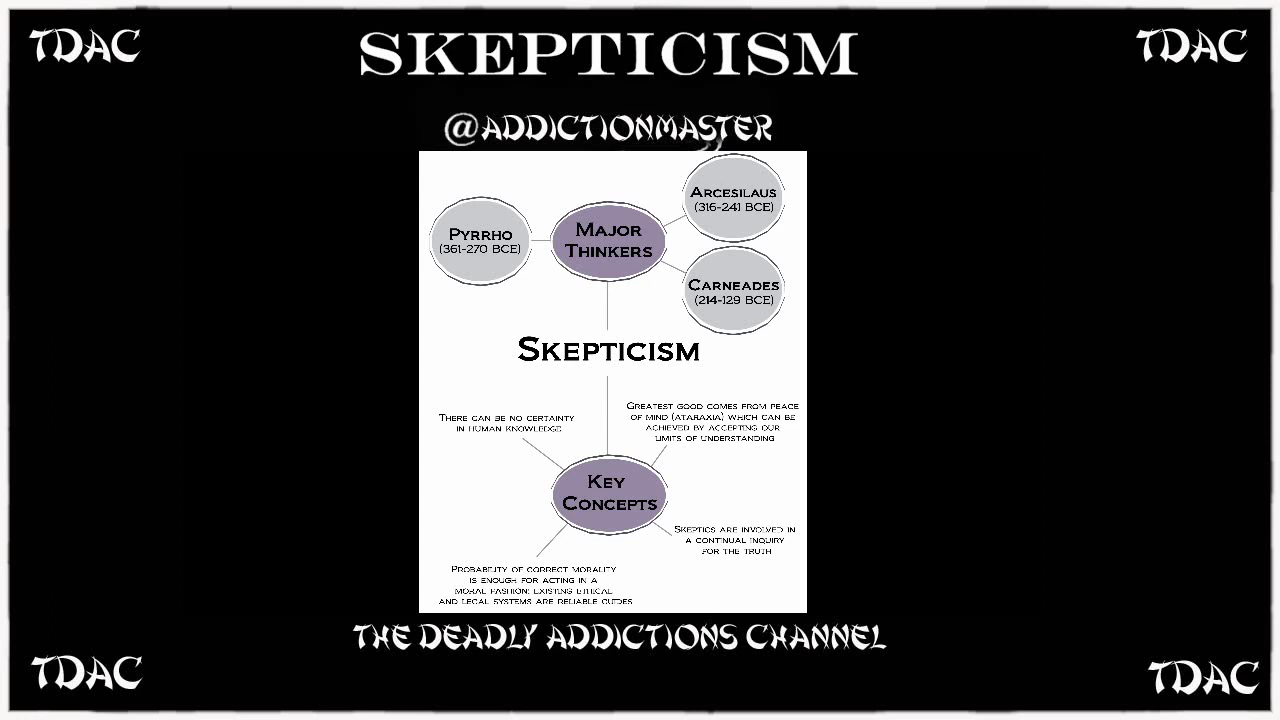 TDAC
SKEPTICISM
TDAC
@ADDICTIONMASTER
PYRRHO
(361-270 BCE)
MAJOR
THINKERS
ARCESILAUS
(316-241 BCE)
CARNEADES
(214-129 BCE)
SKEPTICISM
THERE CAN BE NO CERTAINTY
IN HUMAN KNOWLEDGE
GREATEST GOOD COMES FROM PEACE
OF MIND (ATARAXIA) WHICH CAN BE
ACHIEVED BY ACCEPTING OUR
LIMITS OF UNDERSTANDING
KEY
CONCEPTS
SKEPTICS ARE INVOLVED IN
A CONTINUAL INQUIRY
FOR THE TRUTH
PROBABILITY OF CORRECT MORALITY
IS ENOUGH FOR ACTING IN A
MORAL FASHION: EXISTING ETHICAL
AND LEGAL SYSTEMS ARE RELIABLE GUIDES
THE DEADLY ADDICTIONS CHANNEL
TDAC
TDAC